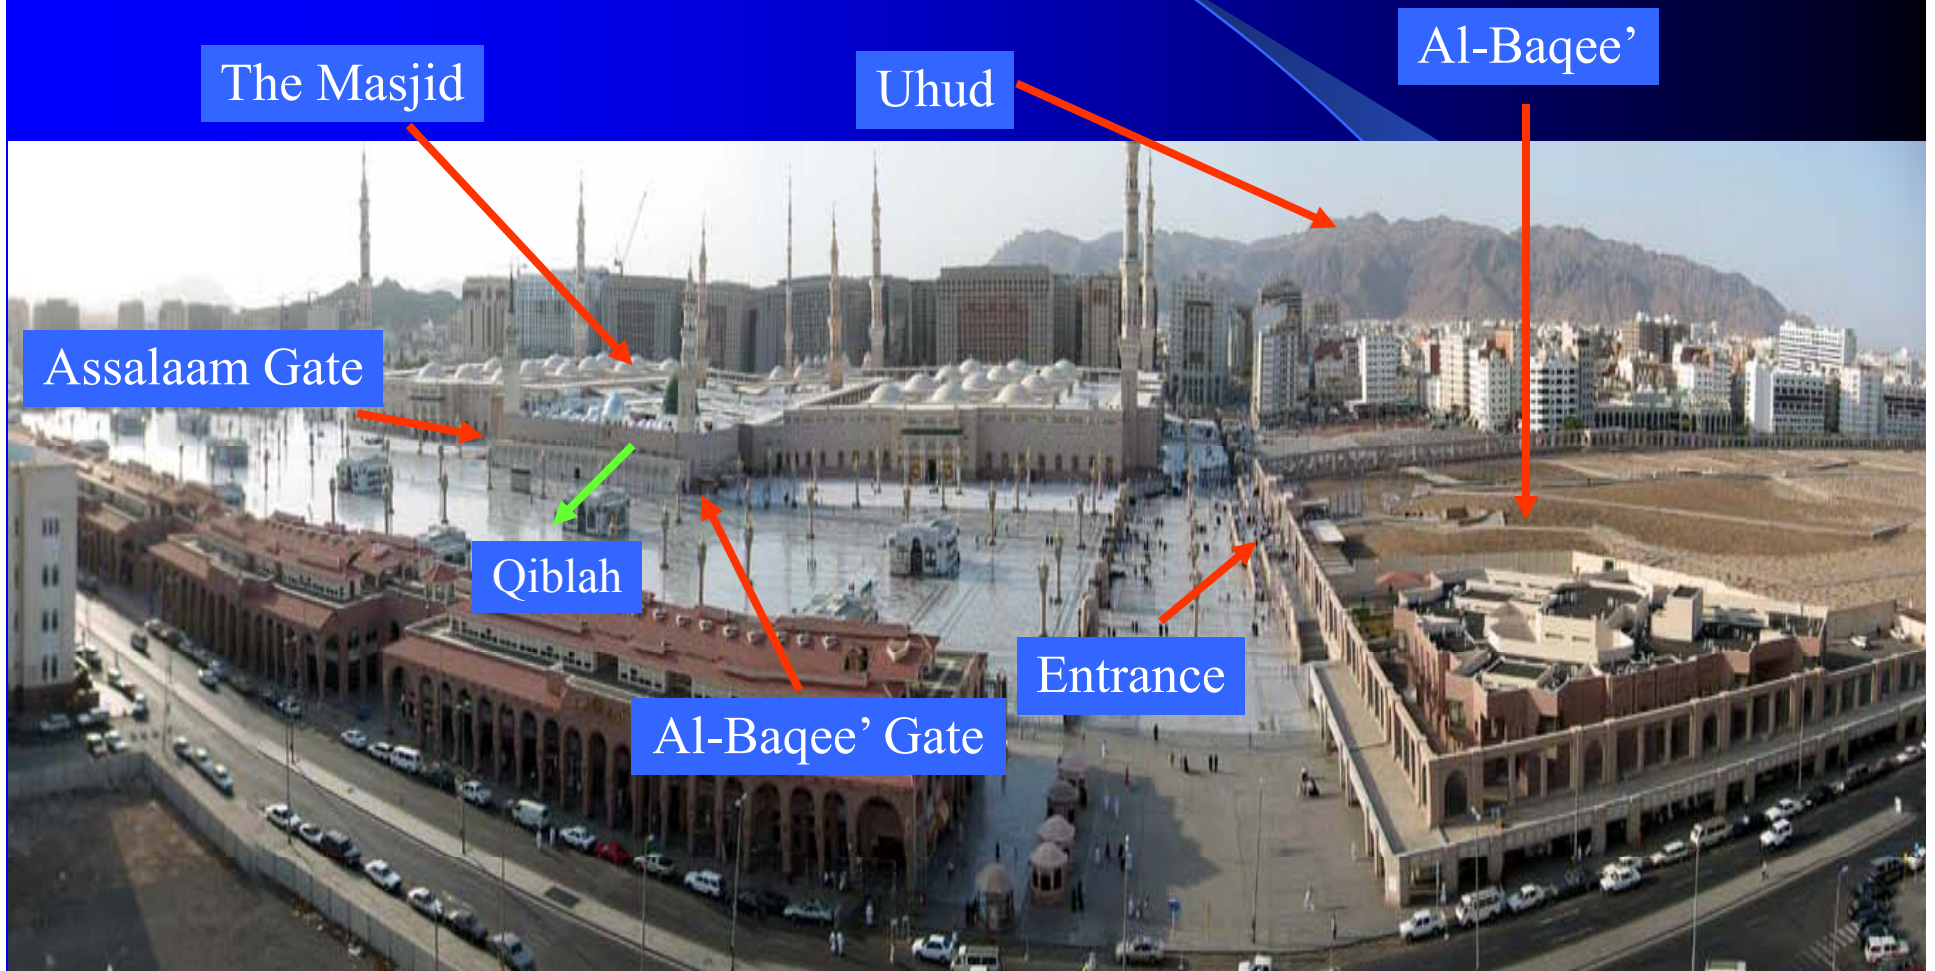 The Masjid
Uhud
Al-Baqee’
Assalaam Gate
Qiblah
Entrance
Al-Baqee’ Gate